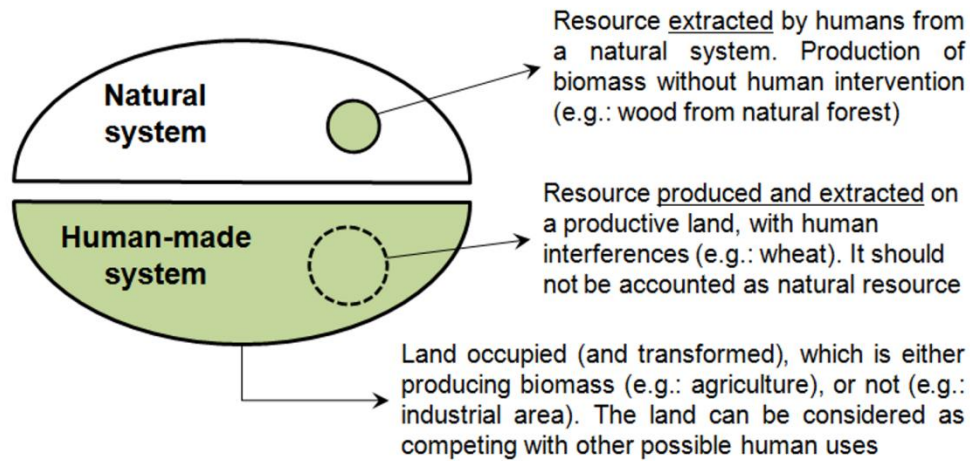 Natural
system
Resource extracted by humans from
a natural system. Production of
biomass without human intervention
(e.g.: wood from natural forest)
Human-made
system
Resource produced and extracted on
a productive land, with human
interferences (e.g.: wheat). It should
not be accounted as natural resource
Land occupied (and transformed), which is either
producing biomass (e.g.: agriculture), or not (e.g.:
industrial area). The land can be considered as
competing with other possible human uses